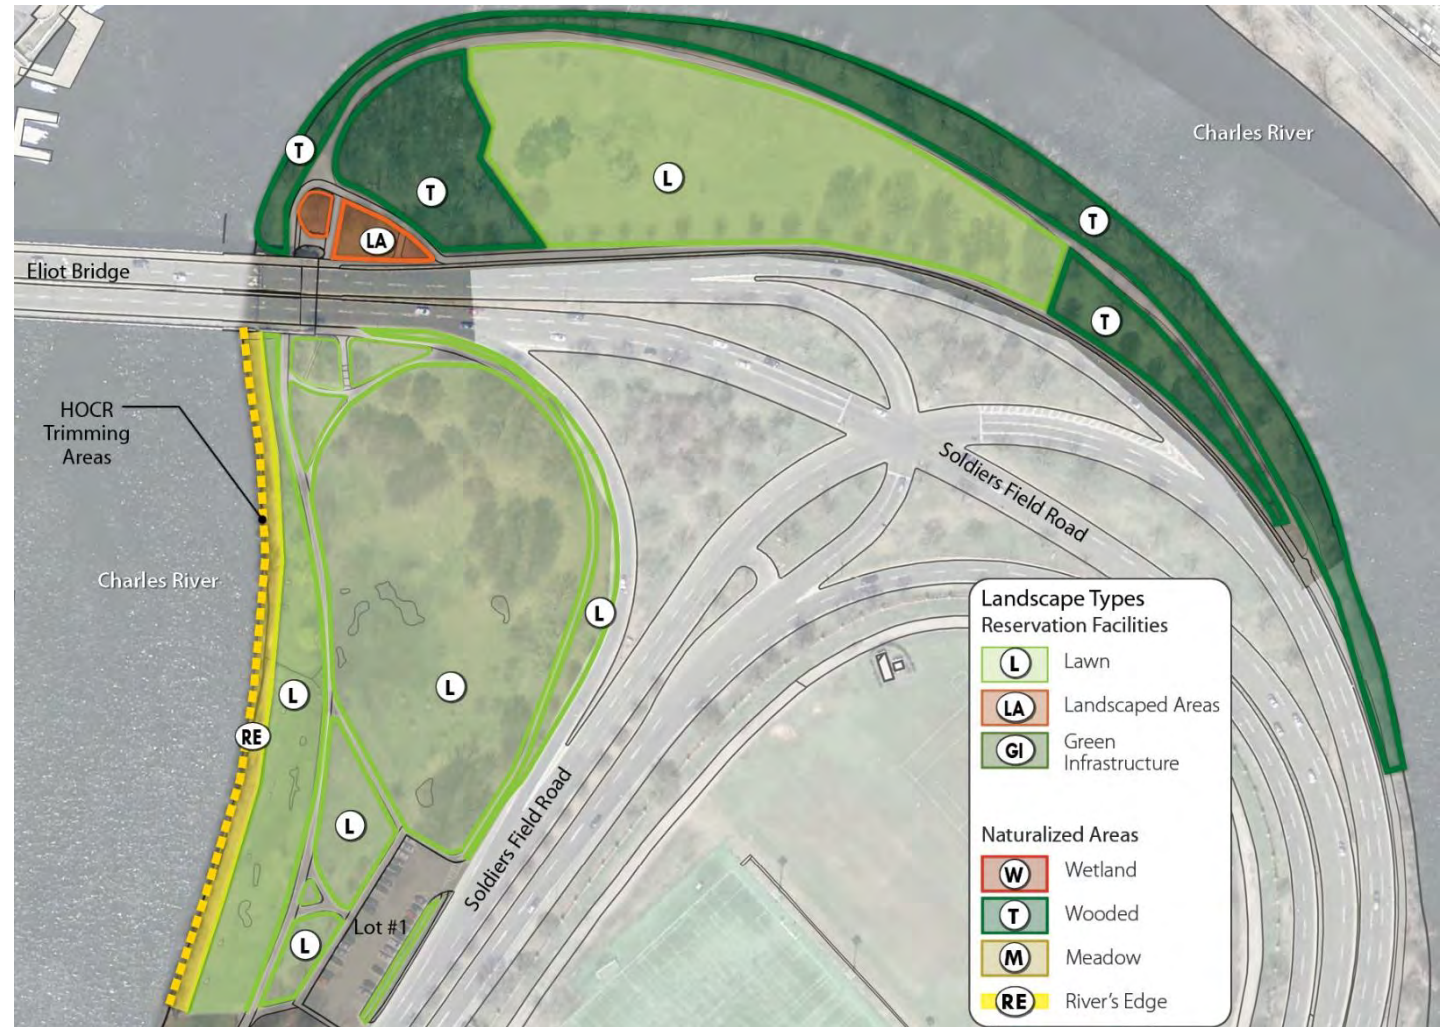 Charles River
T
T
L
T
LA
Eliot Bridge
T
HOCR
Trimming
Areas
Soldiers Field Road
Charles River
L
L
L
RE
L
L
Lot #1
Soldiers Field Road
Landscape Types
Reservation Facilities
L Lawn
LA Landscaped Areas
GI Green
Infrastructure
Naturalized Areas
W Wetland
T Wooded
M Meadow
RE River's Edge